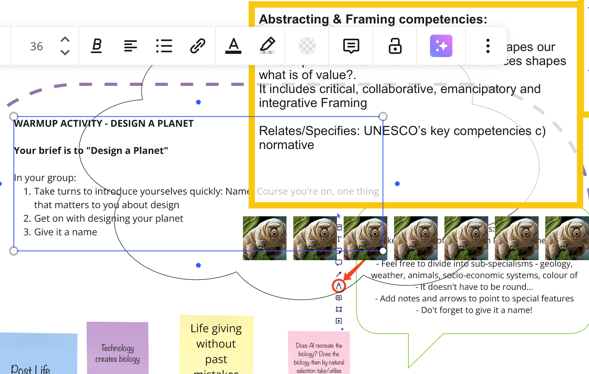 Abstracting & Framing competencies:
36
B
A
apes our
ces shapes
what is of value?.
It includes critical, collaborative, emancipatory and
integrative Framing
WARMUP ACTIVITY - DESIGN A PLANET
Relates/Specifies: UNESCO's key competencies c)
normative
Your brief is to "Design a Planet"
In your group:
1. Take turns to introduce yourselves quickly: Name, Course you're on, one thing
that matters to you about design
2. Get on with designing your planet
3. Give it a name
- Feel free to divide into sub-specialisms - geology,
weather, animals, socio-economic systems, colour of
- It doesn't have to be round...
- Add notes and arrows to point to special features
- Do't forget to give it a name!
Post Life
Technology
creates biology
Life giving
without
past
mistakes
Does AI recreate the
biology? Does the
biology then by natural
selection take/utilise